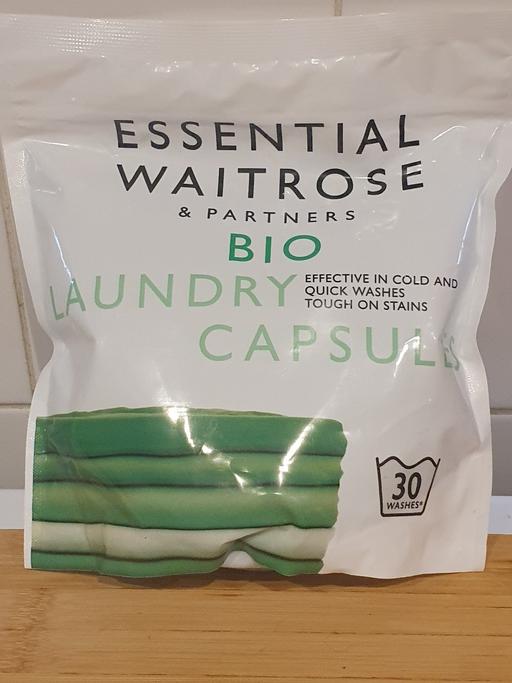 ESSENTIAL
WAITROSE
& PARTNERS
BIO
LAUNDRY
EFFECTIVE IN COLD AND
QUICK WASHES
TOUGH ON STAINS
CAPSULES
30
WASHES*